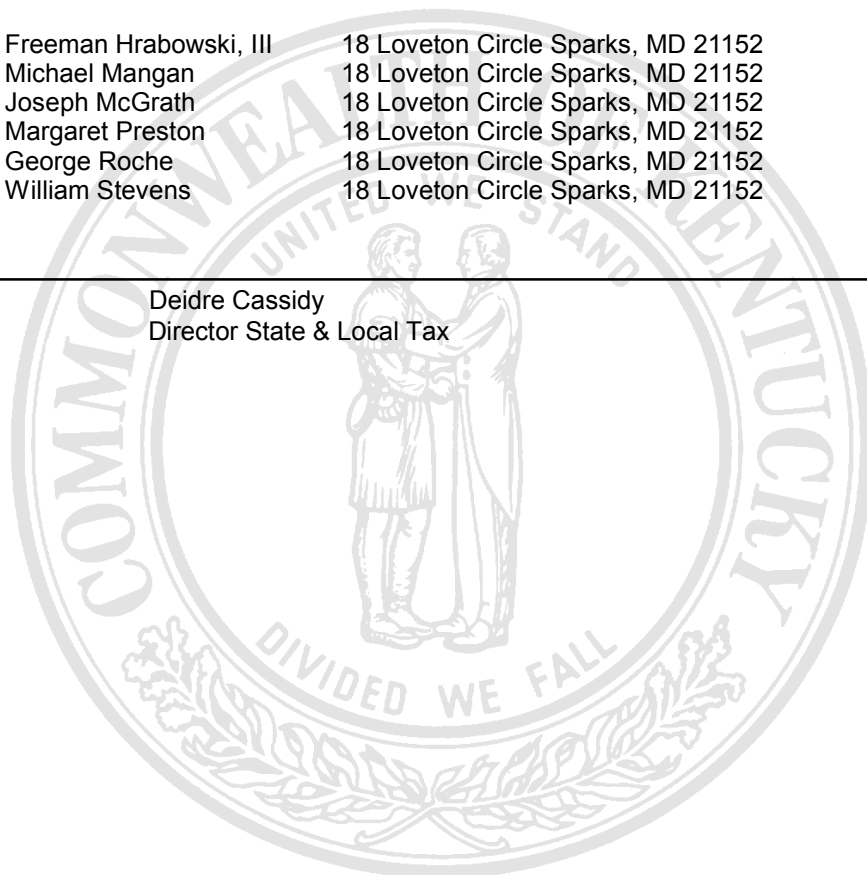 Freeman Hrabowski, III 18 Loveton Circle Sparks, MD 21152
Michael Mangan 18 Loveton Circle Sparks, MD 21152
Joseph McGrath 18 Loveton Circle Sparks, MD 21152
Margaret Preston 18 Loveton Circle Sparks, MD 21152
George Roche 18 Loveton Circle Sparks, MD 21152
William Stevens 18 Loveton Circle Sparks, MD 21152
COMMONWEALTH OF KENTUCKY
UNITED WE STAND
Deidre Cassidy
Director State & Local Tax
DIVIDED WE FALL